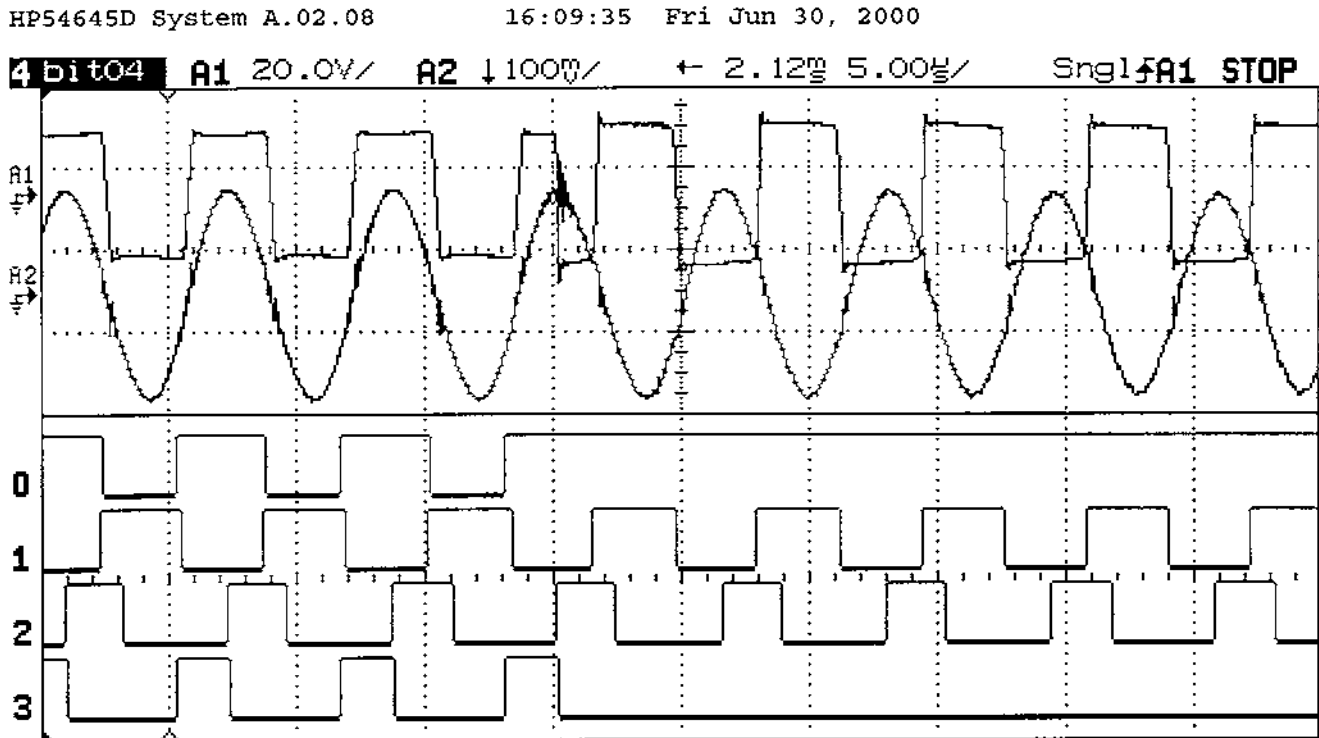 HP54645D System A.02.08 16:09:35 Fri Jun 30, 2000
4 bit04 A1 20.0V/ A2 ↓100mV/ ← 2.12ms 5.00µs/ Sngl A1 STOP
A1
A2
0
1
2
3